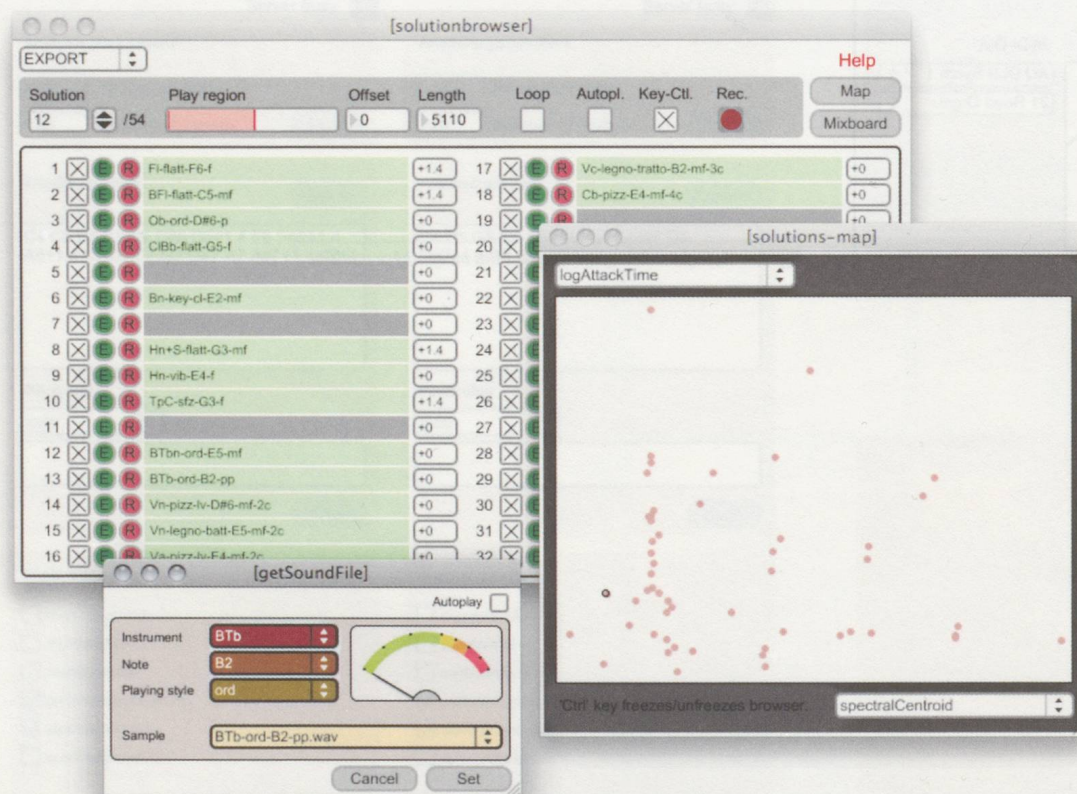 [solutionbrowser]
EXPORT
Help
Solution
Play region
Offset
Length
Loop
Autopl.
Key-Ctl.
Rec.
Map
12
/54
0
5110
Mixboard
1 E R Fl-flatt-F6-f +1.4
2 E R BFl-flatt-C5-mf +1.4
3 E R Ob-ord-D#6-p +0
4 E R ClBb-flatt-G5-f +0
5 E R +0
6 E R Bn-key-cl-E2-mf +0
7 E R +0
8 E R Hn+S-flatt-G3-mf +1.4
9 E R Hn-vib-E4-f +0
10 E R TpC-sfz-G3-f +1.4
11 E R +0
12 E R BTbn-ord-E5-mf +0
13 E R BTb-ord-B2-pp +0
14 E R Vn-pizz-lv-D#6-mf-2c +0
15 E R Vn-legno-batt-E5-mf-2c +0
16 E R Va-pizz-lv-E4-mf-2c +0
17 E R Vc-legno-tratto-B2-mf-3c +0
18 E R Cb-pizz-E4-mf-4c +0
19 E R +0
20 E
21 E
22 E
23 E
24 E
25 E
26 E
27 E
28 E
29 E
30 E
31 E
32 E
[solutions-map]
logAttackTime
'Ctrl' key freezes/unfreezes browser.
spectralCentroid
[getSoundFile]
Autoplay
Instrument
BTb
Note
B2
Playing style
ord
Sample
BTb-ord-B2-pp.wav
Cancel
Set